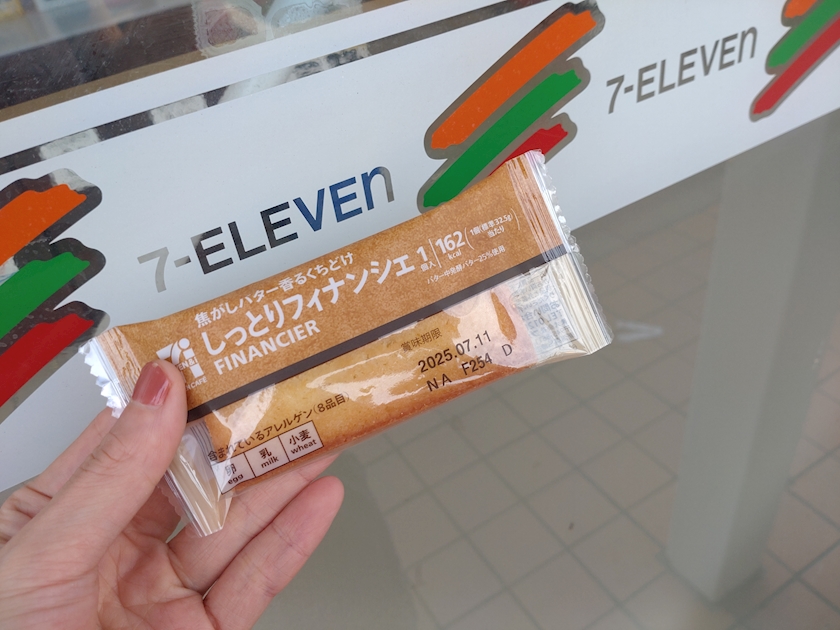 7-ELEVEn
7-ELEVEn
焦がしバター香るくちどけ
しっとりフィナンシェ
FINANCIER
1個入
162kcal
(1個(標準32.5g)当たり)
バター中発酵バター25%使用
賞味期限
2025.07.11
NA F254 D
含まれているアレルゲン(8品目)
卵 乳 小麦
egg milk wheat